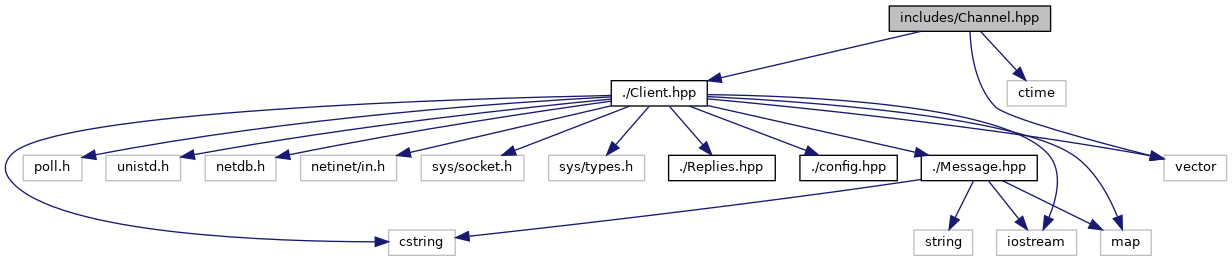 includes/Channel.hpp
./Client.hpp
ctime
poll.h
unistd.h
netdb.h
netinet/in.h
sys/socket.h
sys/types.h
./Replies.hpp
./config.hpp
./Message.hpp
vector
cstring
string
iostream
map